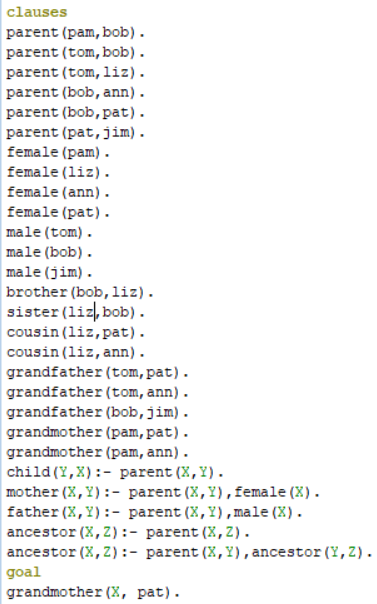 clauses
parent(pam,bob).
parent(tom,bob).
parent(tom,liz).
parent(bob,ann).
parent(bob,pat).
parent(pat,jim).
female(pam).
female(liz).
female(ann).
female(pat).
male(tom).
male(bob).
male(jim).
brother(bob,liz).
sister(liz,bob).
cousin(liz,pat).
cousin(liz,ann).
grandfather(tom,pat).
grandfather(tom,ann).
grandfather(bob,jim).
grandmother(pam,pat).
grandmother(pam,ann).
child(Y,X):- parent(X,Y).
mother(X,Y):- parent(X,Y),female(X).
father(X,Y):- parent(X,Y),male(X).
ancestor(X,Z):- parent(X,Z).
ancestor(X,Z):- parent(X,Y),ancestor(Y,Z).
goal
grandmother(X, pat).